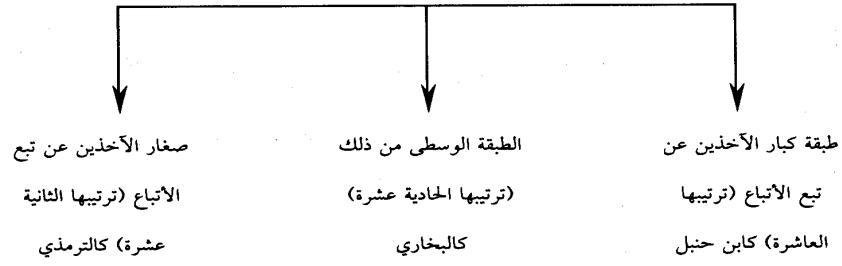 طبقة كبار الآخذين عن
تبع الأتباع (ترتيبها
العاشرة) كابن حنبل
الطبقة الوسطى من ذلك
(ترتيبها الحادية عشرة)
كالبخاري
صغار الآخذين عن تبع
الأتباع (ترتيبها الثانية
عشرة) كالترمذي